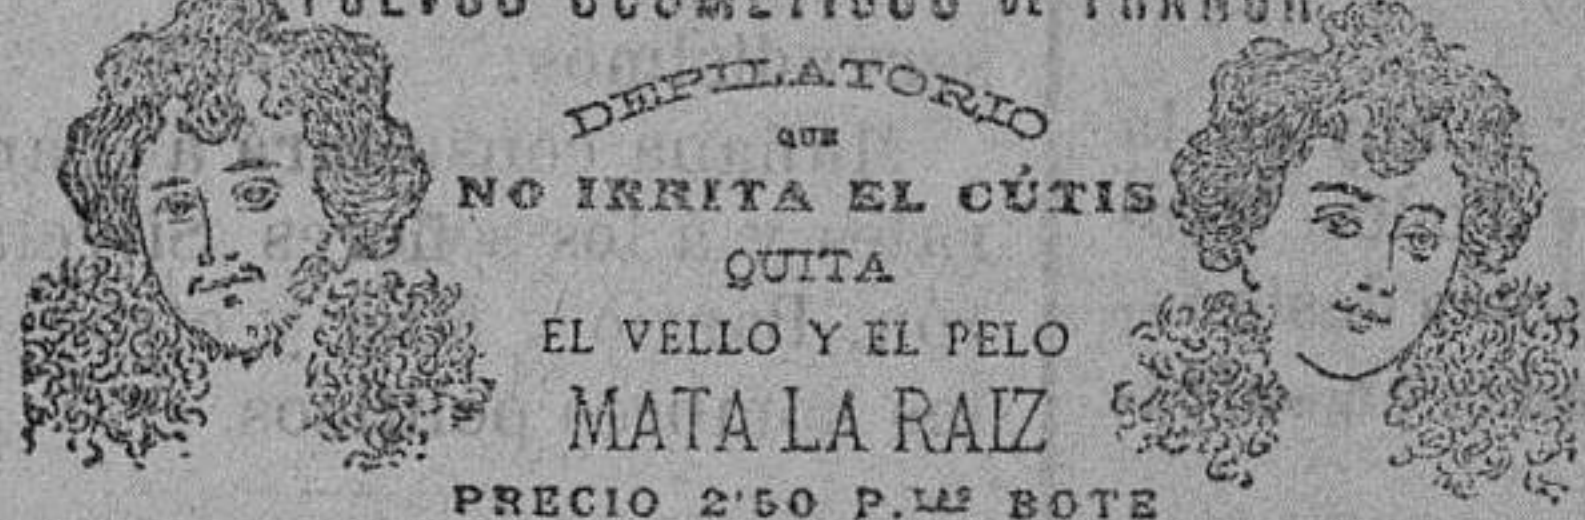 DEPILATORIO
QUE
NO IRRITA EL CÚTIS
QUITA
EL VELLO Y EL PELO
MATA LA RAIZ
PRECIO 2'50 P.TAS BOTE